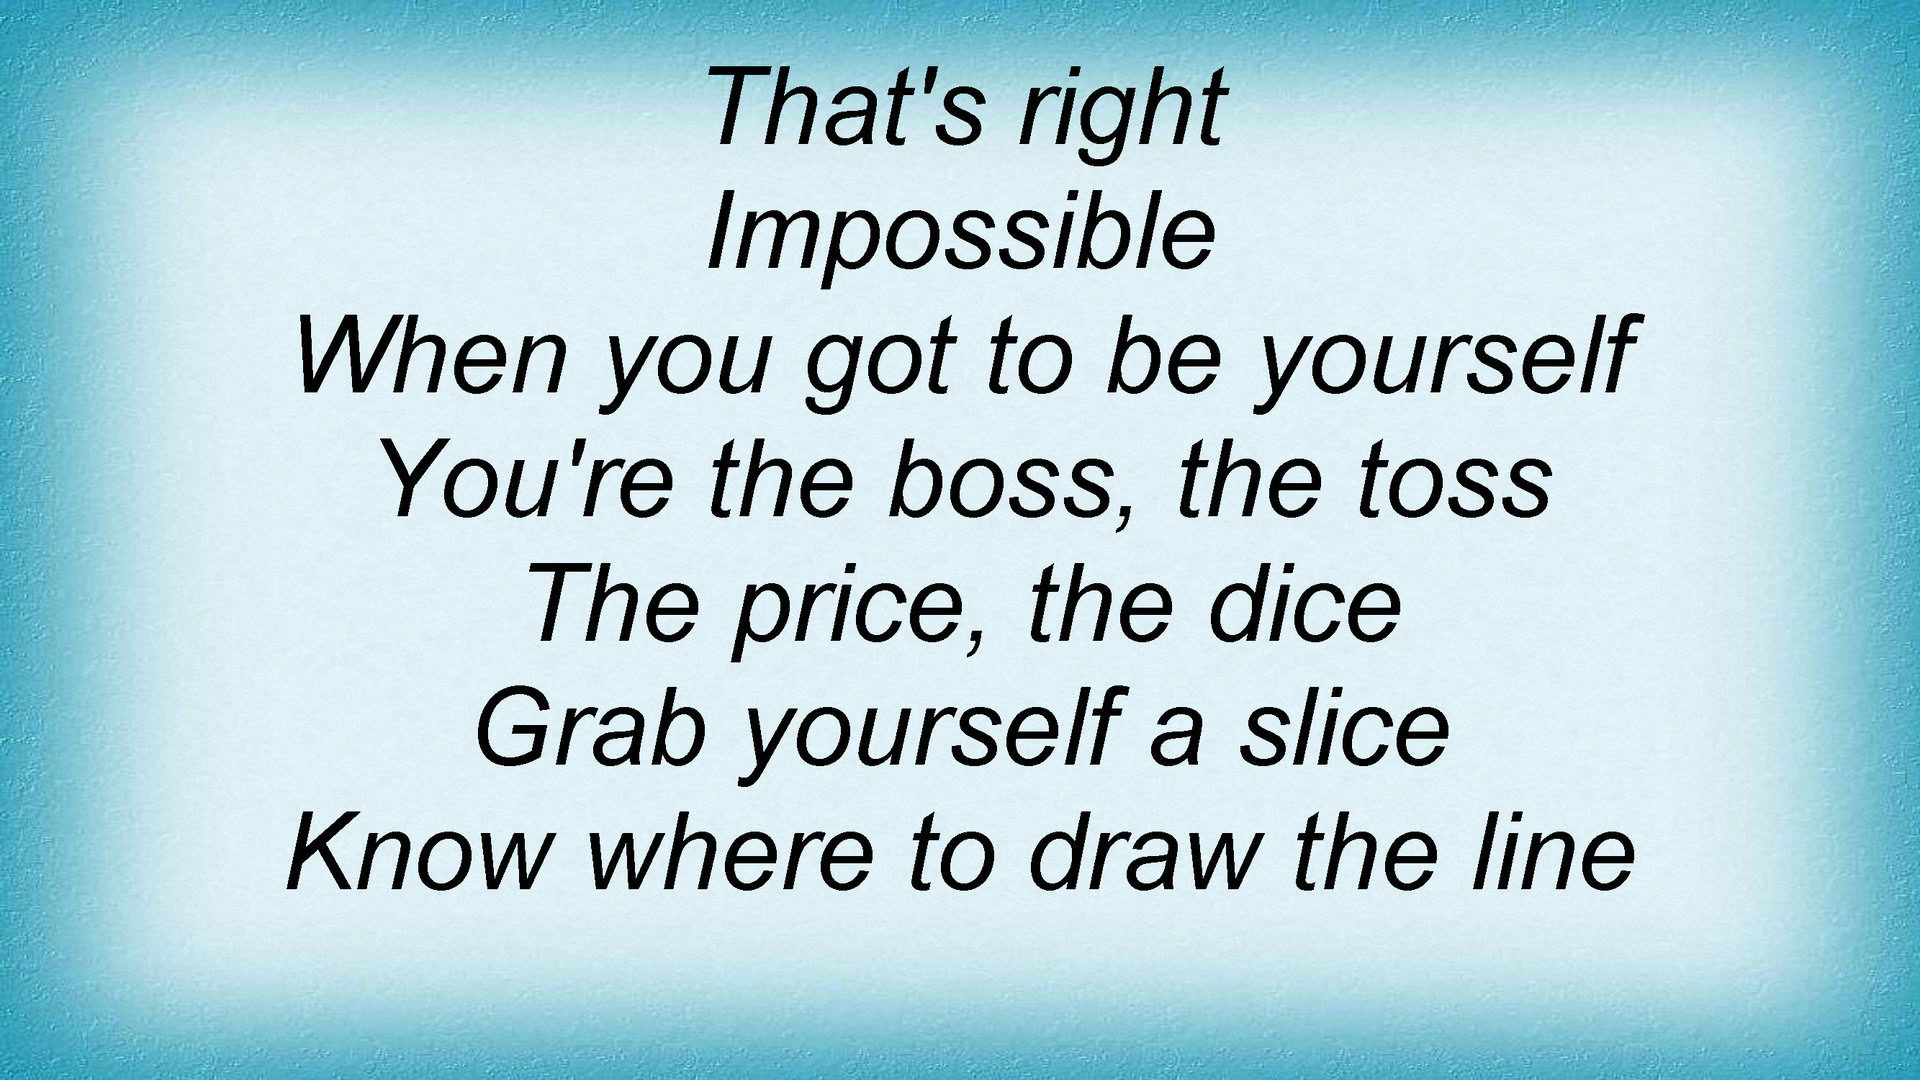 That's right
Impossible
When you got to be yourself
You're the boss, the toss
The price, the dice
Grab yourself a slice
Know where to draw the line